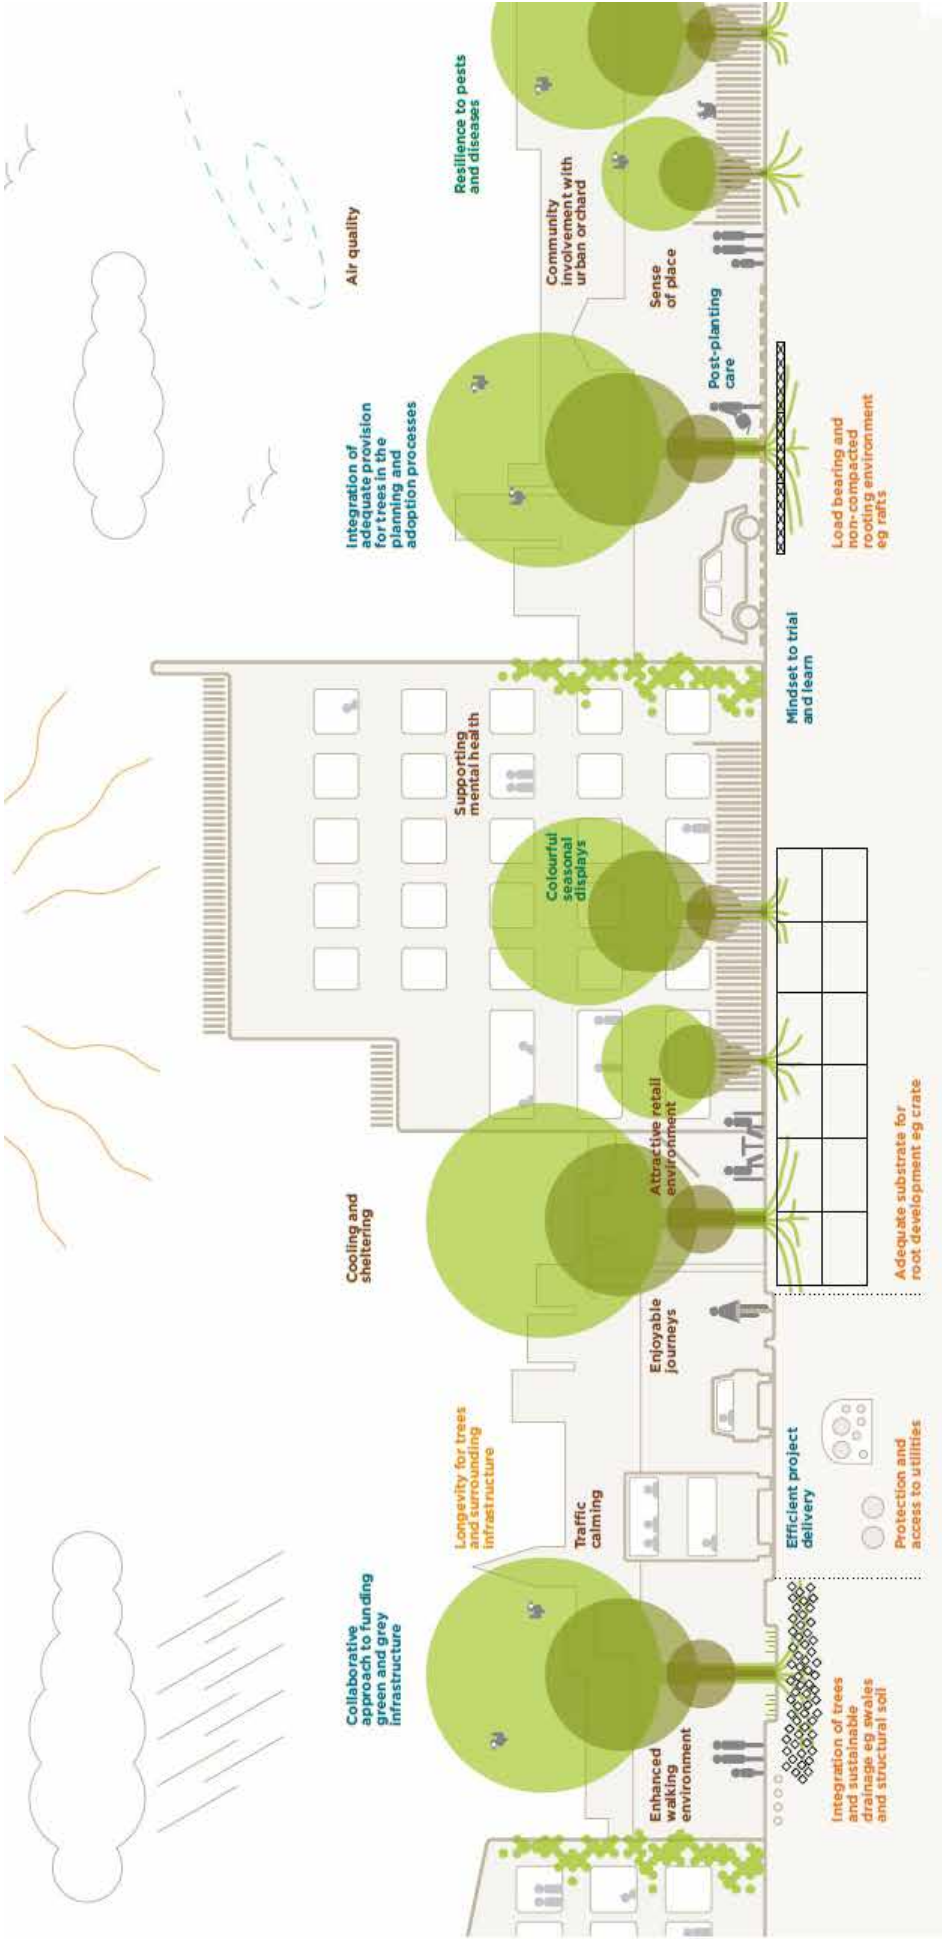 Collaborative
approach to funding
green and grey
infrastructure
Cooling and
sheltering
Integration of
adequate provision
for trees in the
planning and
adoption processes
Air quality
Longevity for trees
and surrounding
infrastructure
Supporting
mental health
Resilience to pests
and diseases
Traffic
calming
Colourful
seasonal
displays
Community
involvement with
urban orchard
Enhanced
walking
environment
Enjoyable
journeys
Attractive retail
environment
Sense
of place
Post-planting
care
Efficient project
delivery
Mindset to trial
and learn
Integration of trees
and sustainable
drainage eg swales
and structural soil
Protection and
access to utilities
Adequate substrate for
root development eg crate
Load bearing and
non-compacted
rooting environment
eg rafts